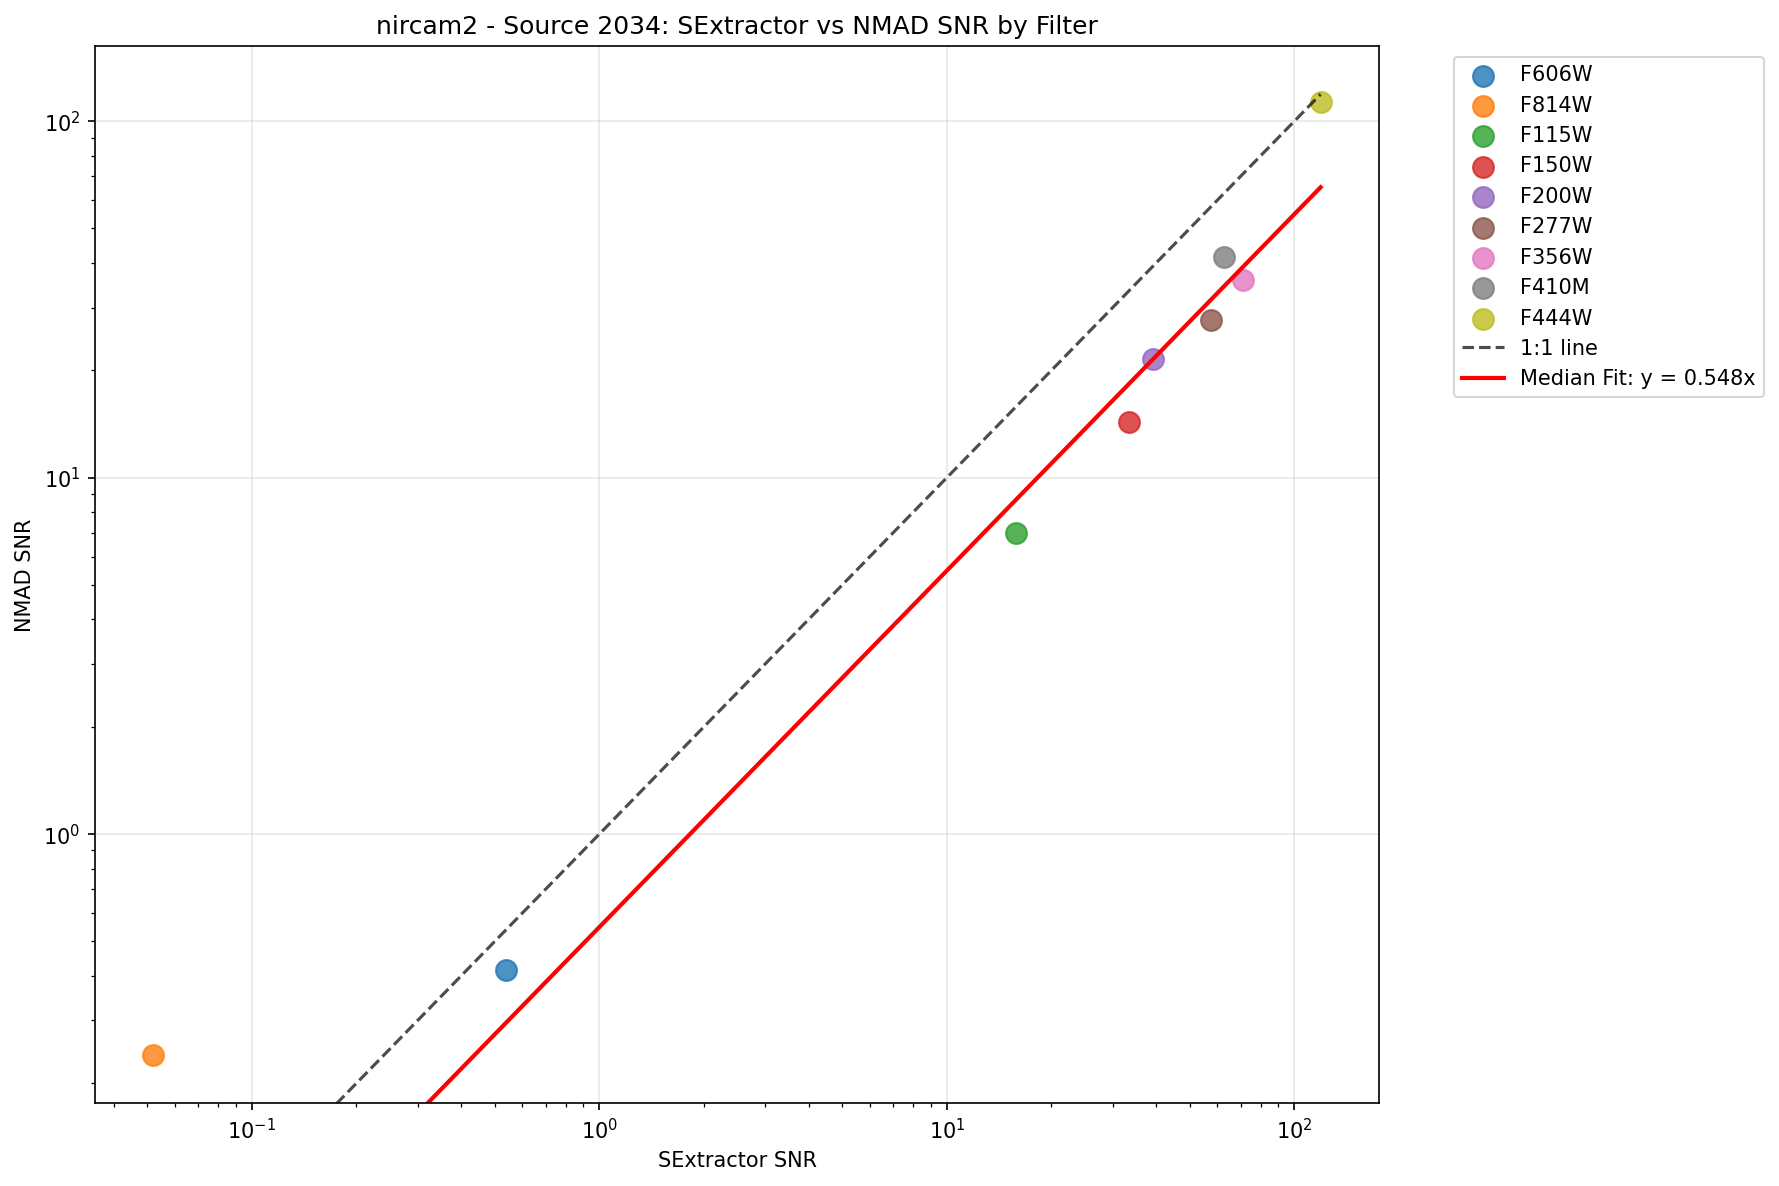 nircam2 - Source 2034: SExtractor vs NMAD SNR by Filter
NMAD SNR
10²
10¹
10⁰
10⁻¹
10⁰
10¹
10²
SExtractor SNR
F606W
F814W
F115W
F150W
F200W
F277W
F356W
F410M
F444W
1:1 line
Median Fit: y = 0.548x